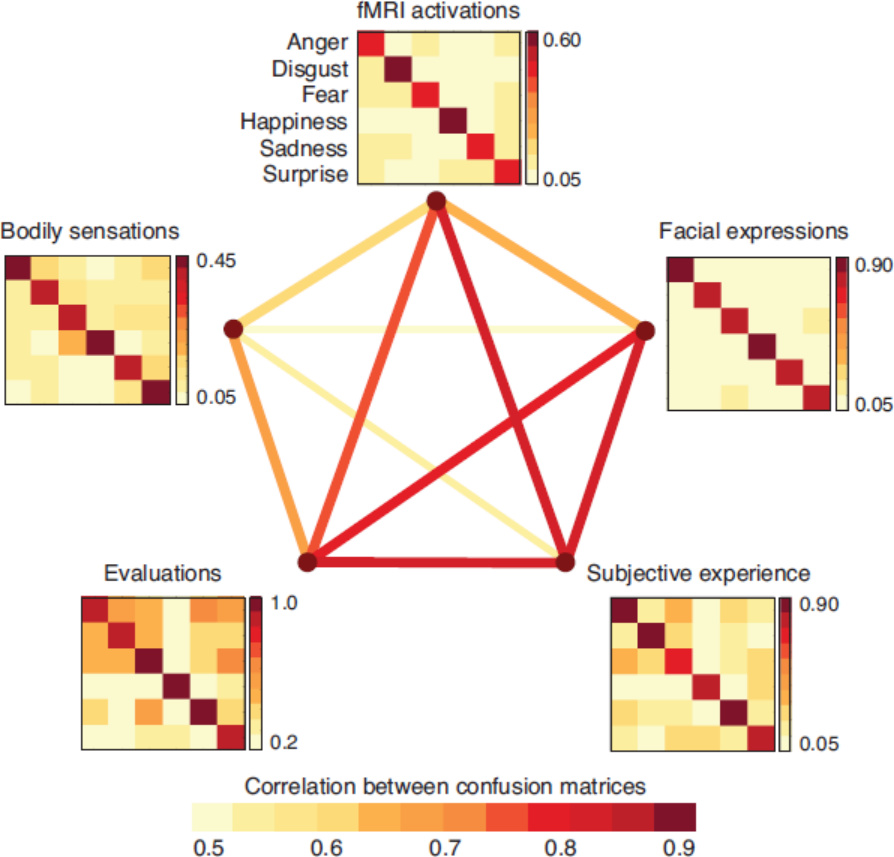 fMRI activations
Anger
Disgust
Fear
Happiness
Sadness
Surprise
0.60
0.05
Bodily sensations
0.45
0.05
Facial expressions
0.90
0.05
Evaluations
1.0
0.2
Subjective experience
0.90
0.05
Correlation between confusion matrices
0.5 0.6 0.7 0.8 0.9